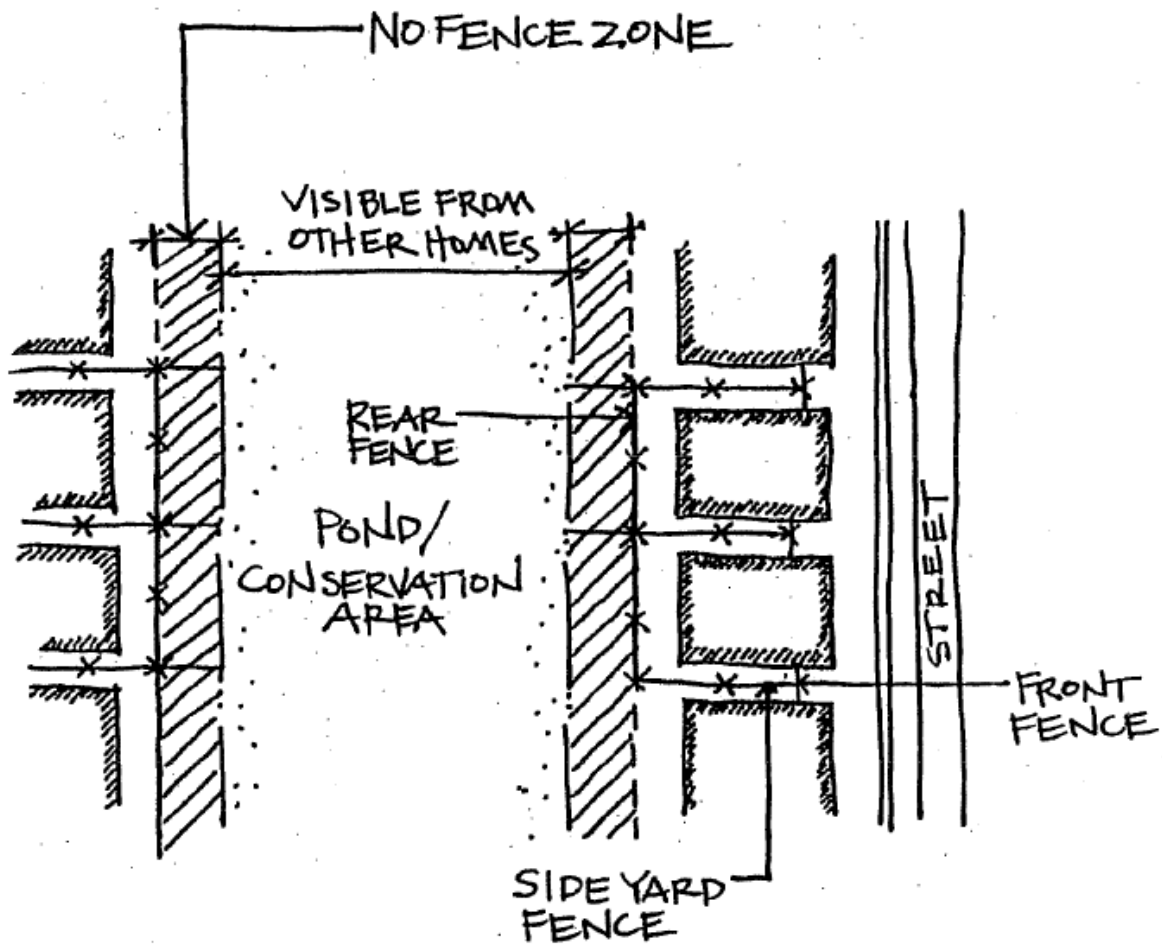 NO FENCE ZONE
VISIBLE FROM
OTHER HOMES
REAR
FENCE
POND/
CONSERVATION
AREA
STREET
FRONT
FENCE
SIDE YARD
FENCE